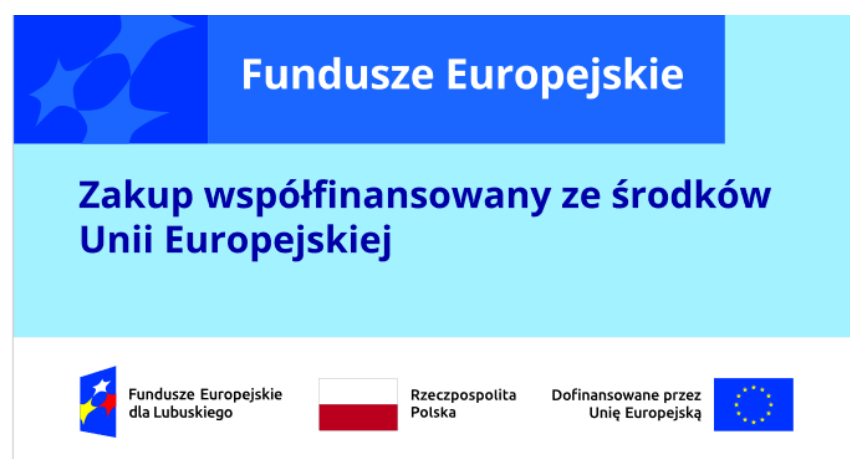 Fundusze Europejskie
Zakup współfinansowany ze środków
Unii Europejskiej
Fundusze Europejskie
dla Lubuskiego
Rzeczpospolita
Polska
Dofinansowane przez
Unię Europejską